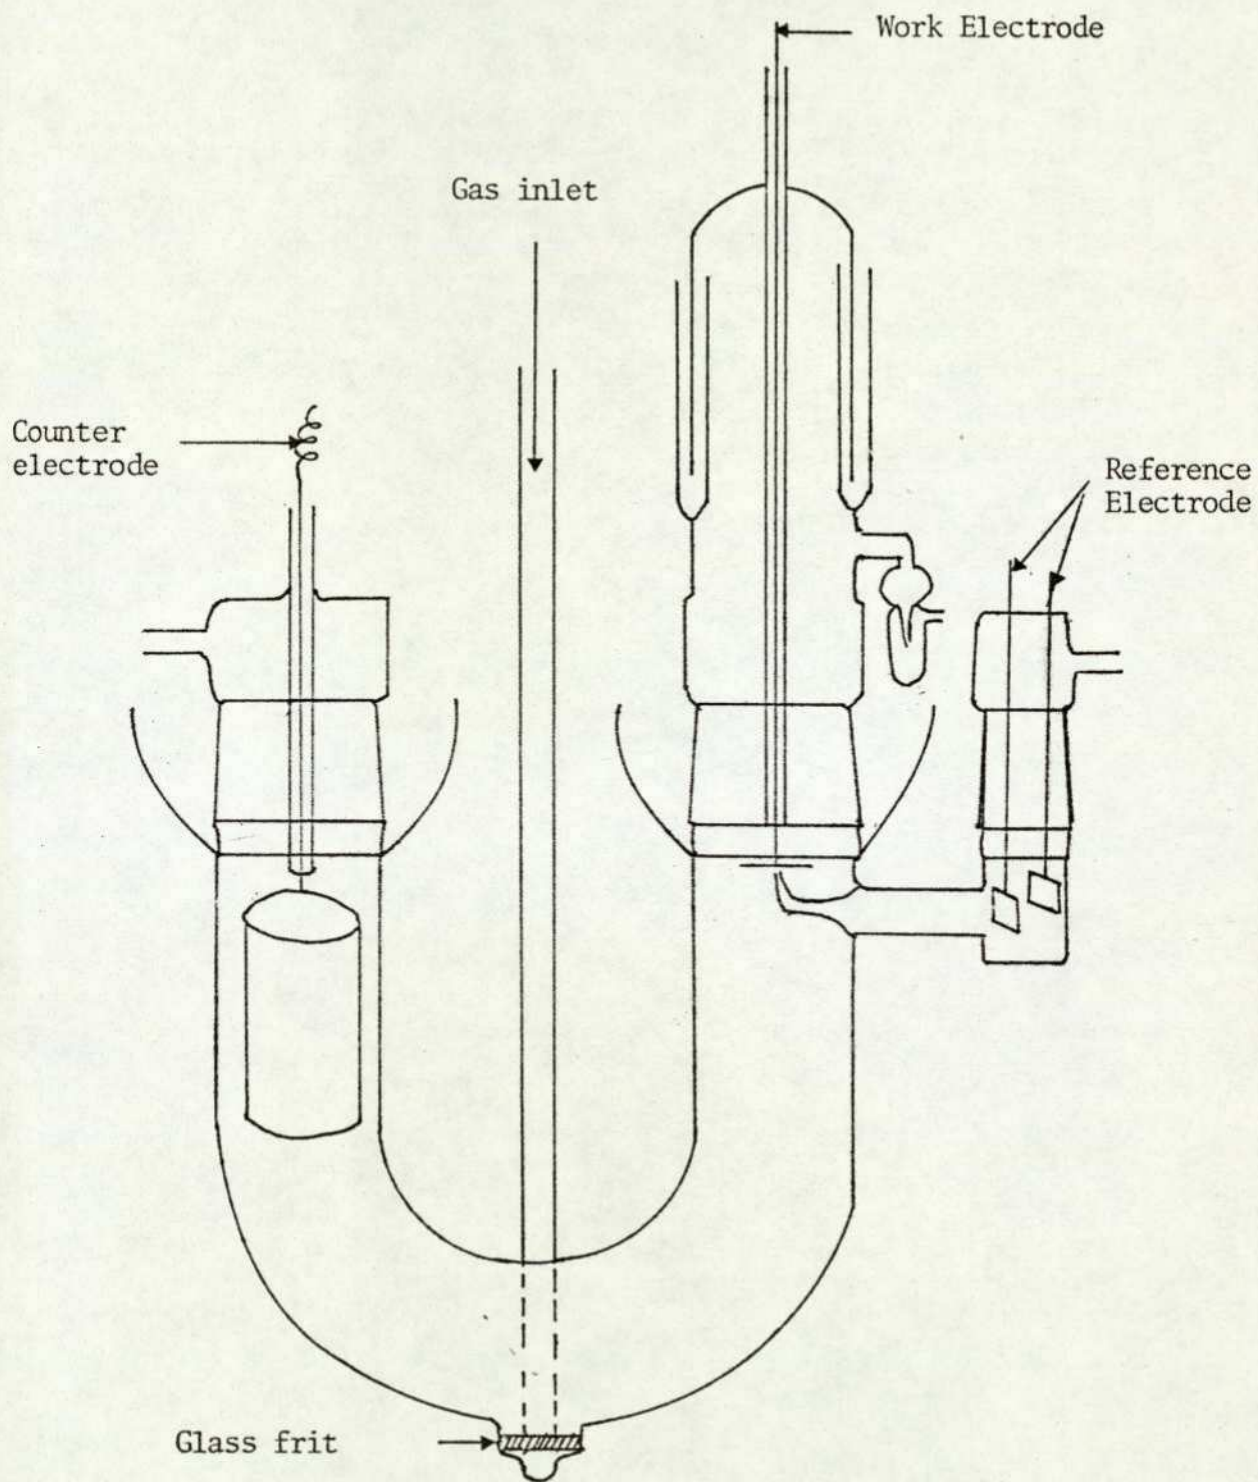 Work Electrode
Gas inlet
Counter
electrode
Reference
Electrode
Glass frit